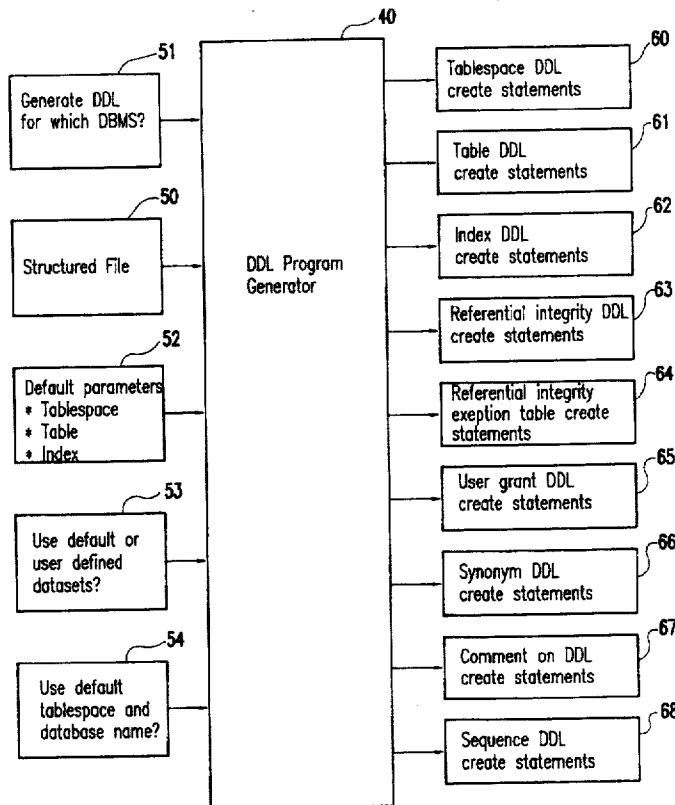 40
51
Generate DDL
for which DBMS?
50
Structured File
52
Default parameters
* Tablespace
* Table
* Index
53
Use default or
user defined
datasets?
54
Use default
tablespace and
database name?
DDL Program
Generator
60
Tablespace DDL
create statements
61
Table DDL
create statements
62
Index DDL
create statements
63
Referential integrity DDL
create statements
64
Referential integrity
exeption table create
statements
65
User grant DDL
create statements
66
Synonym DDL
create statements
67
Comment on DDL
create statements
68
Sequence DDL
create statements